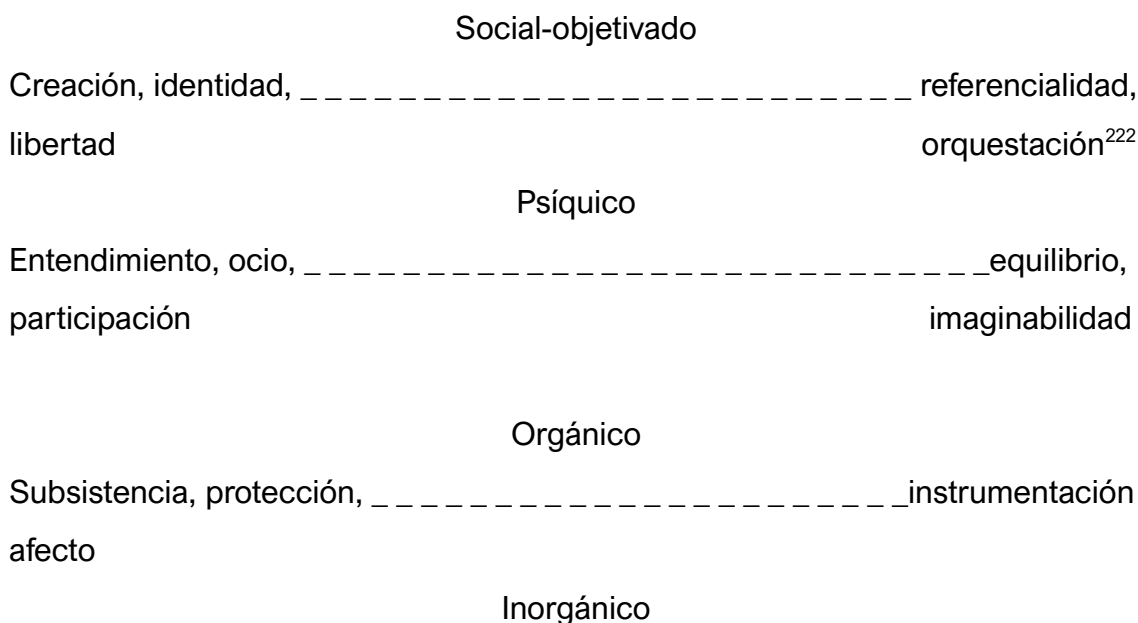 Social-objetivado
Creación, identidad, _ _ _ _ _ _ _ _ _ _ _ _ _ _ _ _ _ _ _ _ _ _ _ _ _ referencialidad,
libertad orquestación²²²
Psíquico
Entendimiento, ocio, _ _ _ _ _ _ _ _ _ _ _ _ _ _ _ _ _ _ _ _ _ _ _ _ _ _ _ _equilibrio,
participación imaginabilidad
Orgánico
Subsistencia, protección, _ _ _ _ _ _ _ _ _ _ _ _ _ _ _ _ _ _ _ _ _ _instrumentación
afecto
Inorgánico